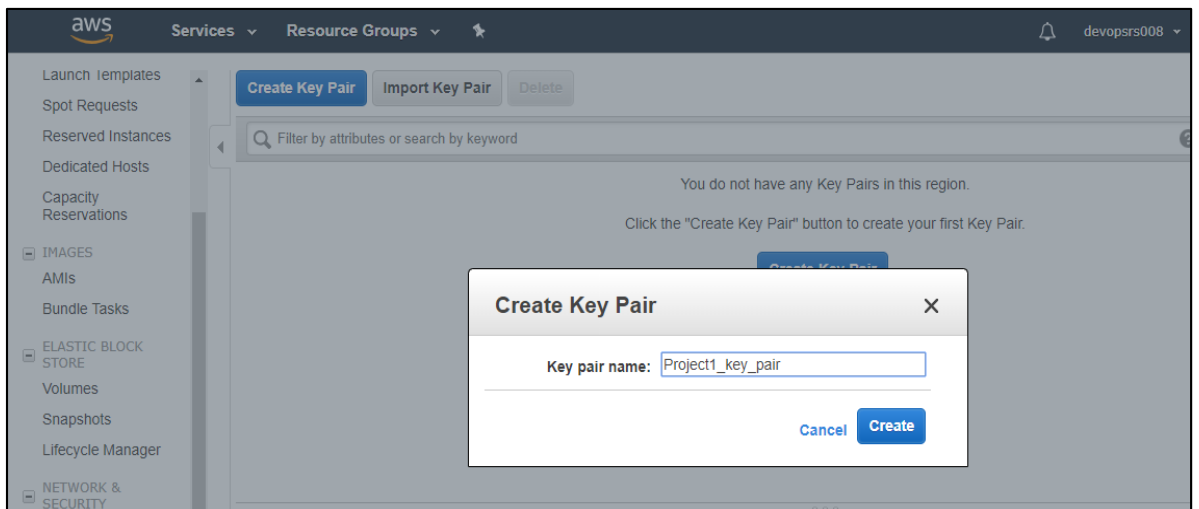 aws Services Resource Groups devopsrs008
Launch Templates
Spot Requests
Reserved Instances
Dedicated Hosts
Capacity
Reservations
IMAGES
AMIs
Bundle Tasks
ELASTIC BLOCK
STORE
Volumes
Snapshots
Lifecycle Manager
NETWORK &
SECURITY
Create Key Pair Import Key Pair Delete
Filter by attributes or search by keyword
You do not have any Key Pairs in this region.
Click the "Create Key Pair" button to create your first Key Pair.
Create Key Pair
Create Key Pair
Key pair name: Project1_key_pair
Cancel Create